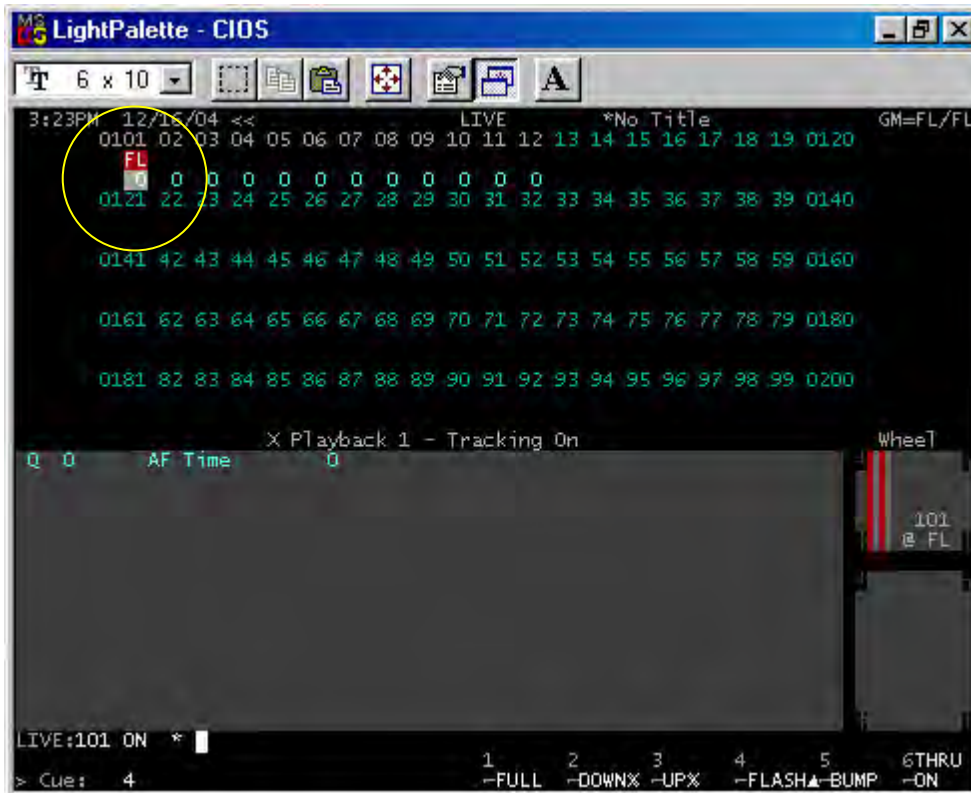 LightPalette - CIOS
6 x 10
A
3:23PM 12/16/04 << LIVE *No Title GM=FL/FL
0101 02 03 04 05 06 07 08 09 10 11 12 13 14 15 16 17 18 19 0120
FL
0 0 0 0 0 0 0 0 0 0 0 0
0121 22 23 24 25 26 27 28 29 30 31 32 33 34 35 36 37 38 39 0140
0141 42 43 44 45 46 47 48 49 50 51 52 53 54 55 56 57 58 59 0160
0161 62 63 64 65 66 67 68 69 70 71 72 73 74 75 76 77 78 79 0180
0181 82 83 84 85 86 87 88 89 90 91 92 93 94 95 96 97 98 99 0200
X Playback 1 - Tracking On Wheel
Q 0 AF Time 0
101
@ FL
LIVE:101 ON *
1 2 3 4 5 6THRU
> Cue: 4 —FULL —DOWN% —UP% —FLASH▲—BUMP —ON